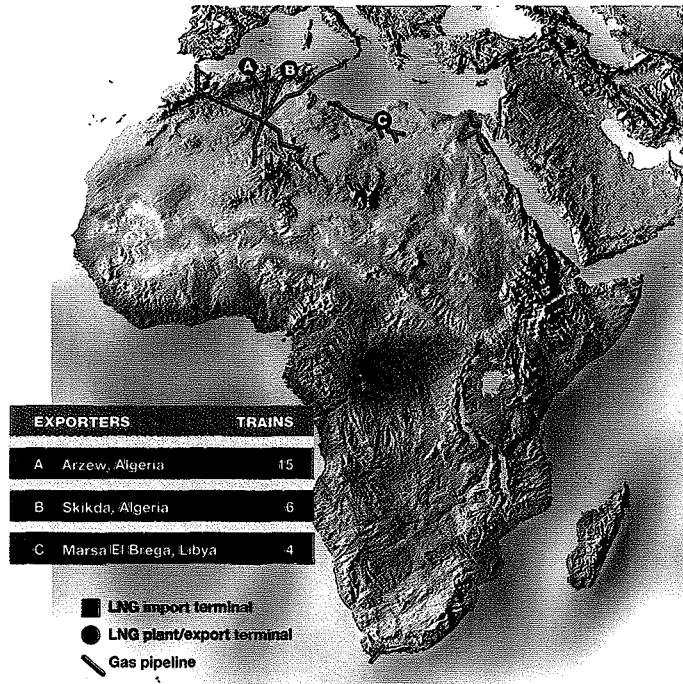 A
B
C
EXPORTERS TRAINS
A Arzew, Algeria 15
B Skikda, Algeria 6
C Marsa El Brega, Libya 4
LNG import terminal
LNG plant/export terminal
Gas pipeline